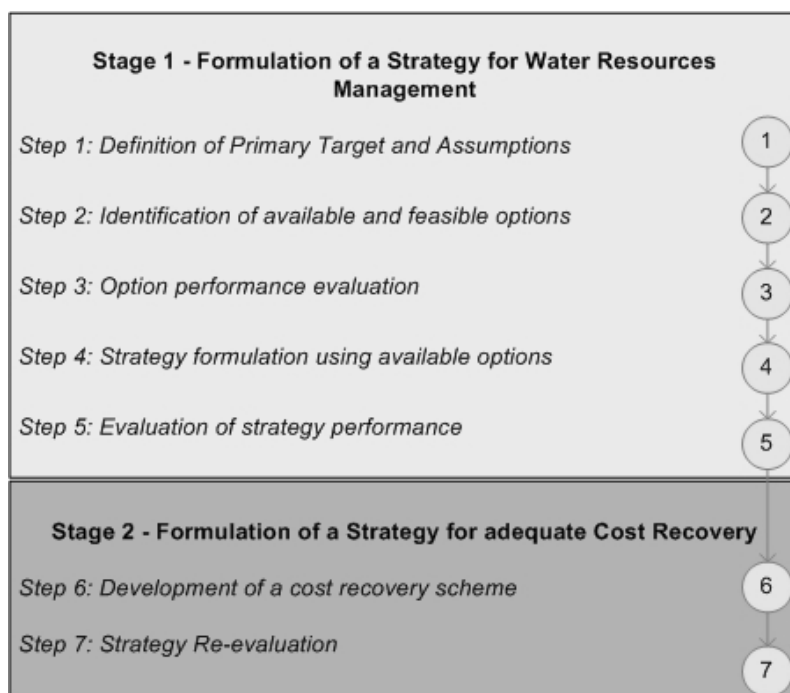 Stage 1 - Formulation of a Strategy for Water Resources
Management
Step 1: Definition of Primary Target and Assumptions
1
Step 2: Identification of available and feasible options
2
Step 3: Option performance evaluation
3
Step 4: Strategy formulation using available options
4
Step 5: Evaluation of strategy performance
5
Stage 2 - Formulation of a Strategy for adequate Cost Recovery
Step 6: Development of a cost recovery scheme
6
Step 7: Strategy Re-evaluation
7